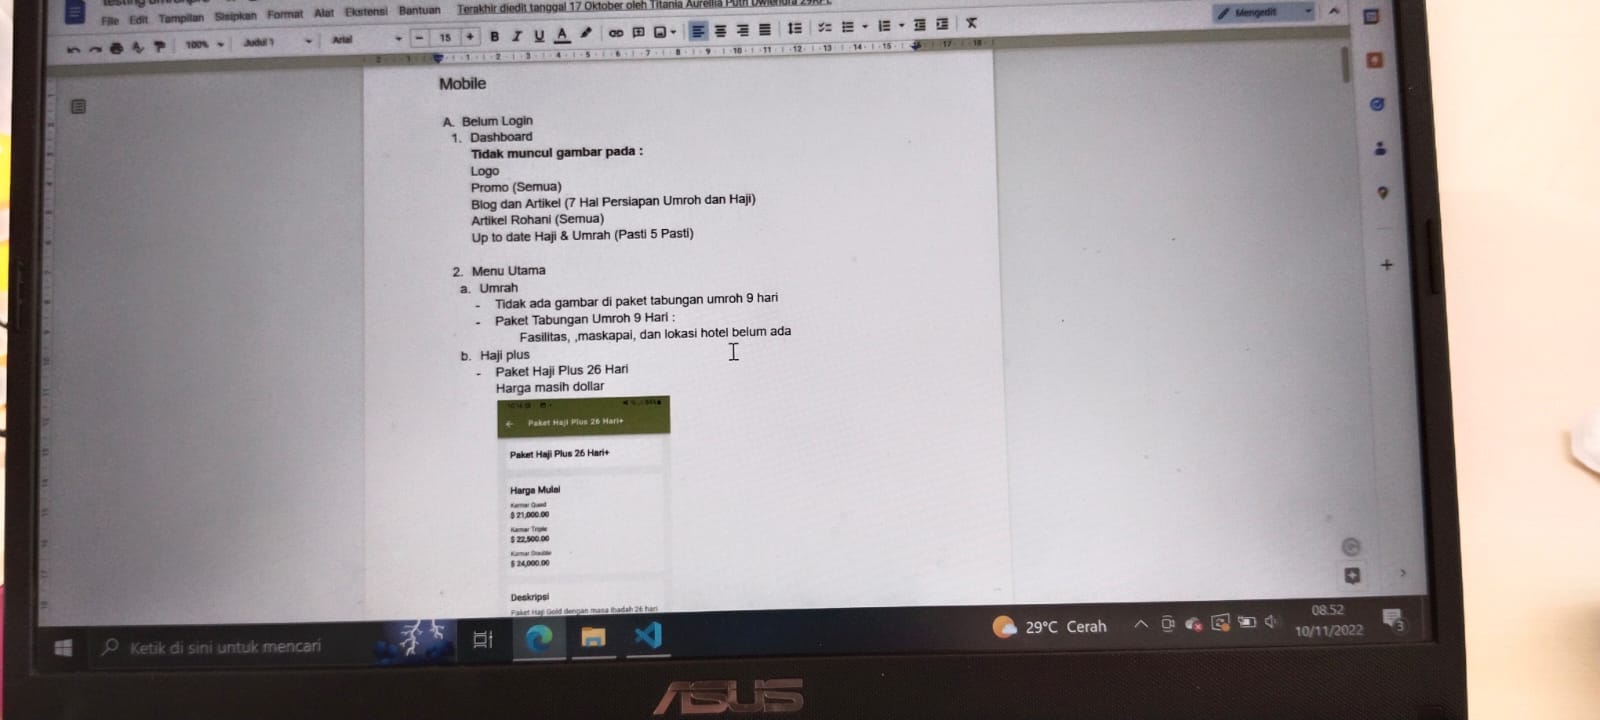 File Edit Tampilan Sisipkan Format Alat Ekstensi Bantuan Terakhir diedit tanggal 17 Oktober oleh Titania Aurellia Putri
100% Judul 1 Arial 15 B I U A
Mengedit
Mobile
A. Belum Login
1. Dashboard
Tidak muncul gambar pada :
Logo
Promo (Semua)
Blog dan Artikel (7 Hal Persiapan Umroh dan Haji)
Artikel Rohani (Semua)
Up to date Haji & Umrah (Pasti 5 Pasti)
2. Menu Utama
a. Umrah
- Tidak ada gambar di paket tabungan umroh 9 hari
- Paket Tabungan Umroh 9 Hari :
Fasilitas, ,maskapai, dan lokasi hotel belum ada
b. Haji plus
- Paket Haji Plus 26 Hari
Harga masih dollar
Paket Haji Plus 26 Hari+
Paket Haji Plus 26 Hari+
Harga Mulai
Kamar Quad
$ 21,000.00
Kamar Triple
$ 22,500.00
Kamar Double
$ 24,000.00
Deskripsi
Paket Haji Gold dengan masa ibadah 26 hari
Ketik di sini untuk mencari
29°C Cerah
08.52
10/11/2022
3
ASUS